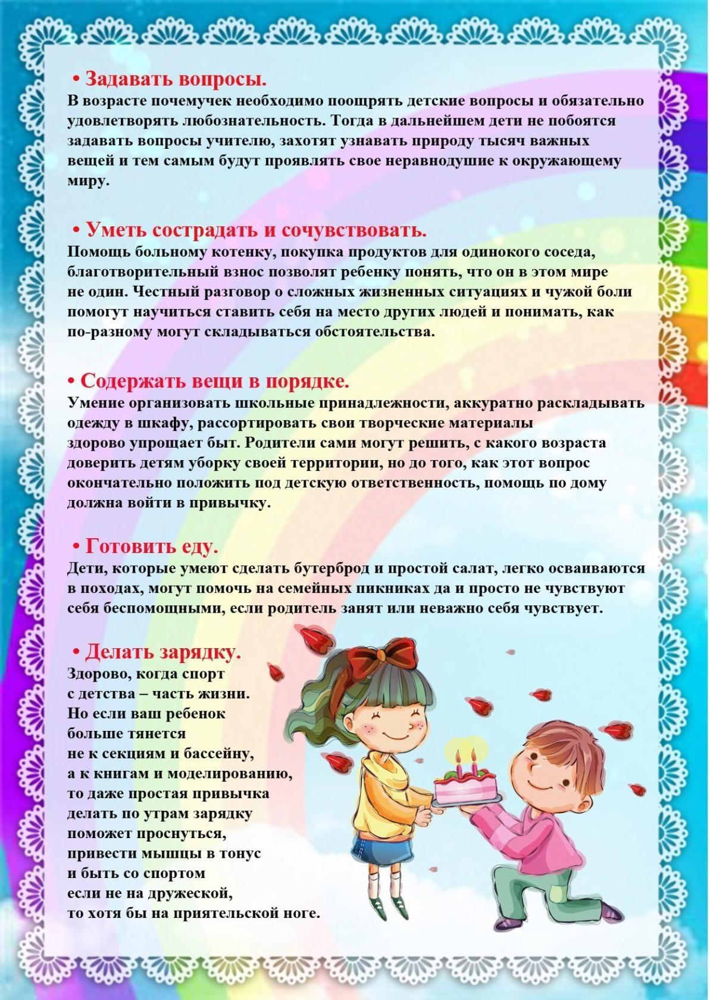 • Задавать вопросы.
В возрасте почемучек необходимо поощрять детские вопросы и обязательно
удовлетворять любознательность. Тогда в дальнейшем дети не побоятся
задавать вопросы учителю, захотят узнавать природу тысяч важных
вещей и тем самым будут проявлять свое неравнодушие к окружающему
миру.
• Уметь сострадать и сочувствовать.
Помощь больному котенку, покупка продуктов для одинокого соседа,
благотворительный взнос позволят ребенку понять, что он в этом мире
не один. Честный разговор о сложных жизненных ситуациях и чужой боли
помогут научиться ставить себя на место других людей и понимать, как
по-разному могут складываться обстоятельства.
• Содержать вещи в порядке.
Умение организовать школьные принадлежности, аккуратно раскладывать
одежду в шкафу, рассортировать свои творческие материалы
здорово упрощает быт. Родители сами могут решить, с какого возраста
доверить детям уборку своей территории, но до того, как этот вопрос
окончательно положить под детскую ответственность, помощь по дому
должна войти в привычку.
• Готовить еду.
Дети, которые умеют сделать бутерброд и простой салат, легко осваиваются
в походах, могут помочь на семейных пикниках да и просто не чувствуют
себя беспомощными, если родитель занят или неважно себя чувствует.
• Делать зарядку.
Здорово, когда спорт
с детства – часть жизни.
Но если ваш ребенок
больше тянется
не к секциям и бассейну,
а к книгам и моделированию,
то даже простая привычка
делать по утрам зарядку
поможет проснуться,
привести мышцы в тонус
и быть со спортом
если не на дружеской,
то хотя бы на приятельской ноге.